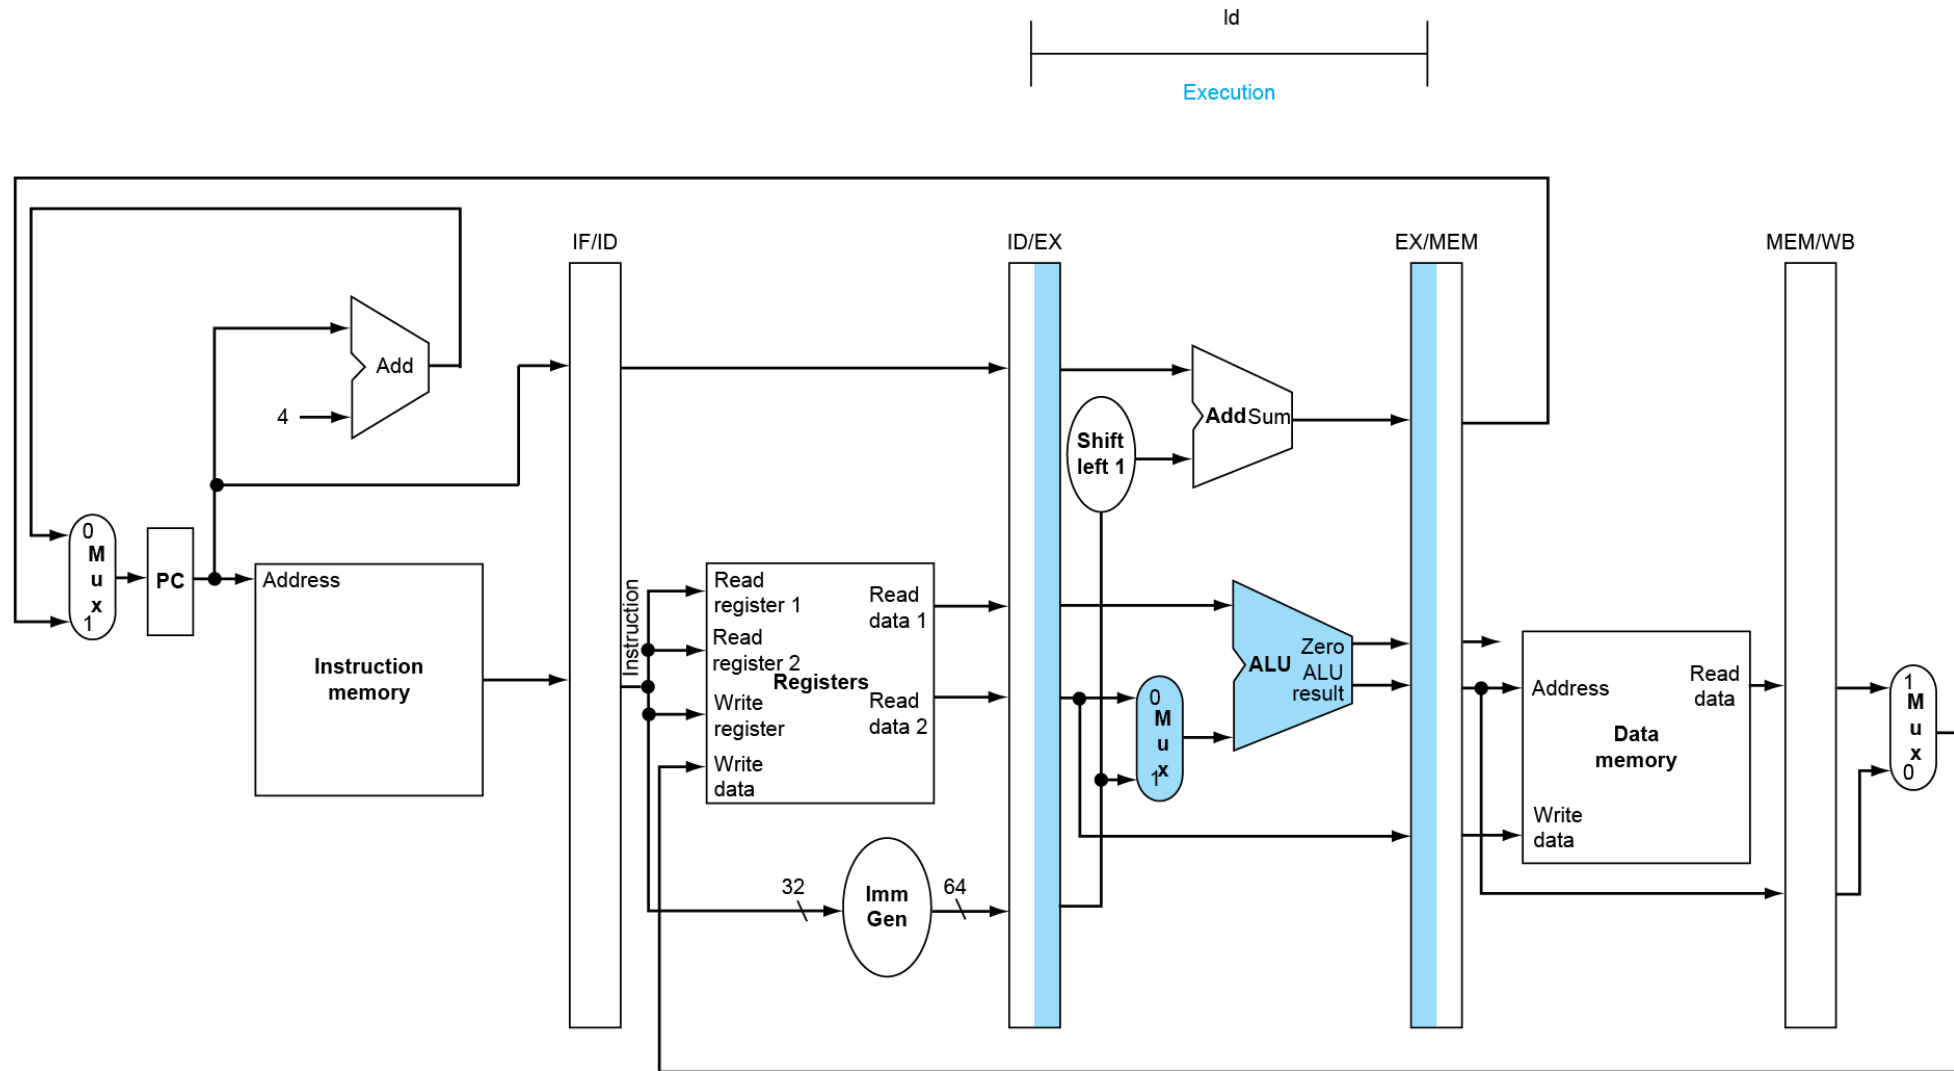 ld
Execution
IF/ID
ID/EX
EX/MEM
MEM/WB
Add
4
Add Sum
Shift
left 1
0
M
u
x
1
PC
Address
Instruction
memory
Instruction
Read
register 1
Read
register 2
Write
register
Write
data
Registers
Read
data 1
Read
data 2
32
Imm
Gen
64
0
M
u
x
1
ALU
Zero
ALU
result
Address
Read
data
Data
memory
Write
data
1
M
u
x
0